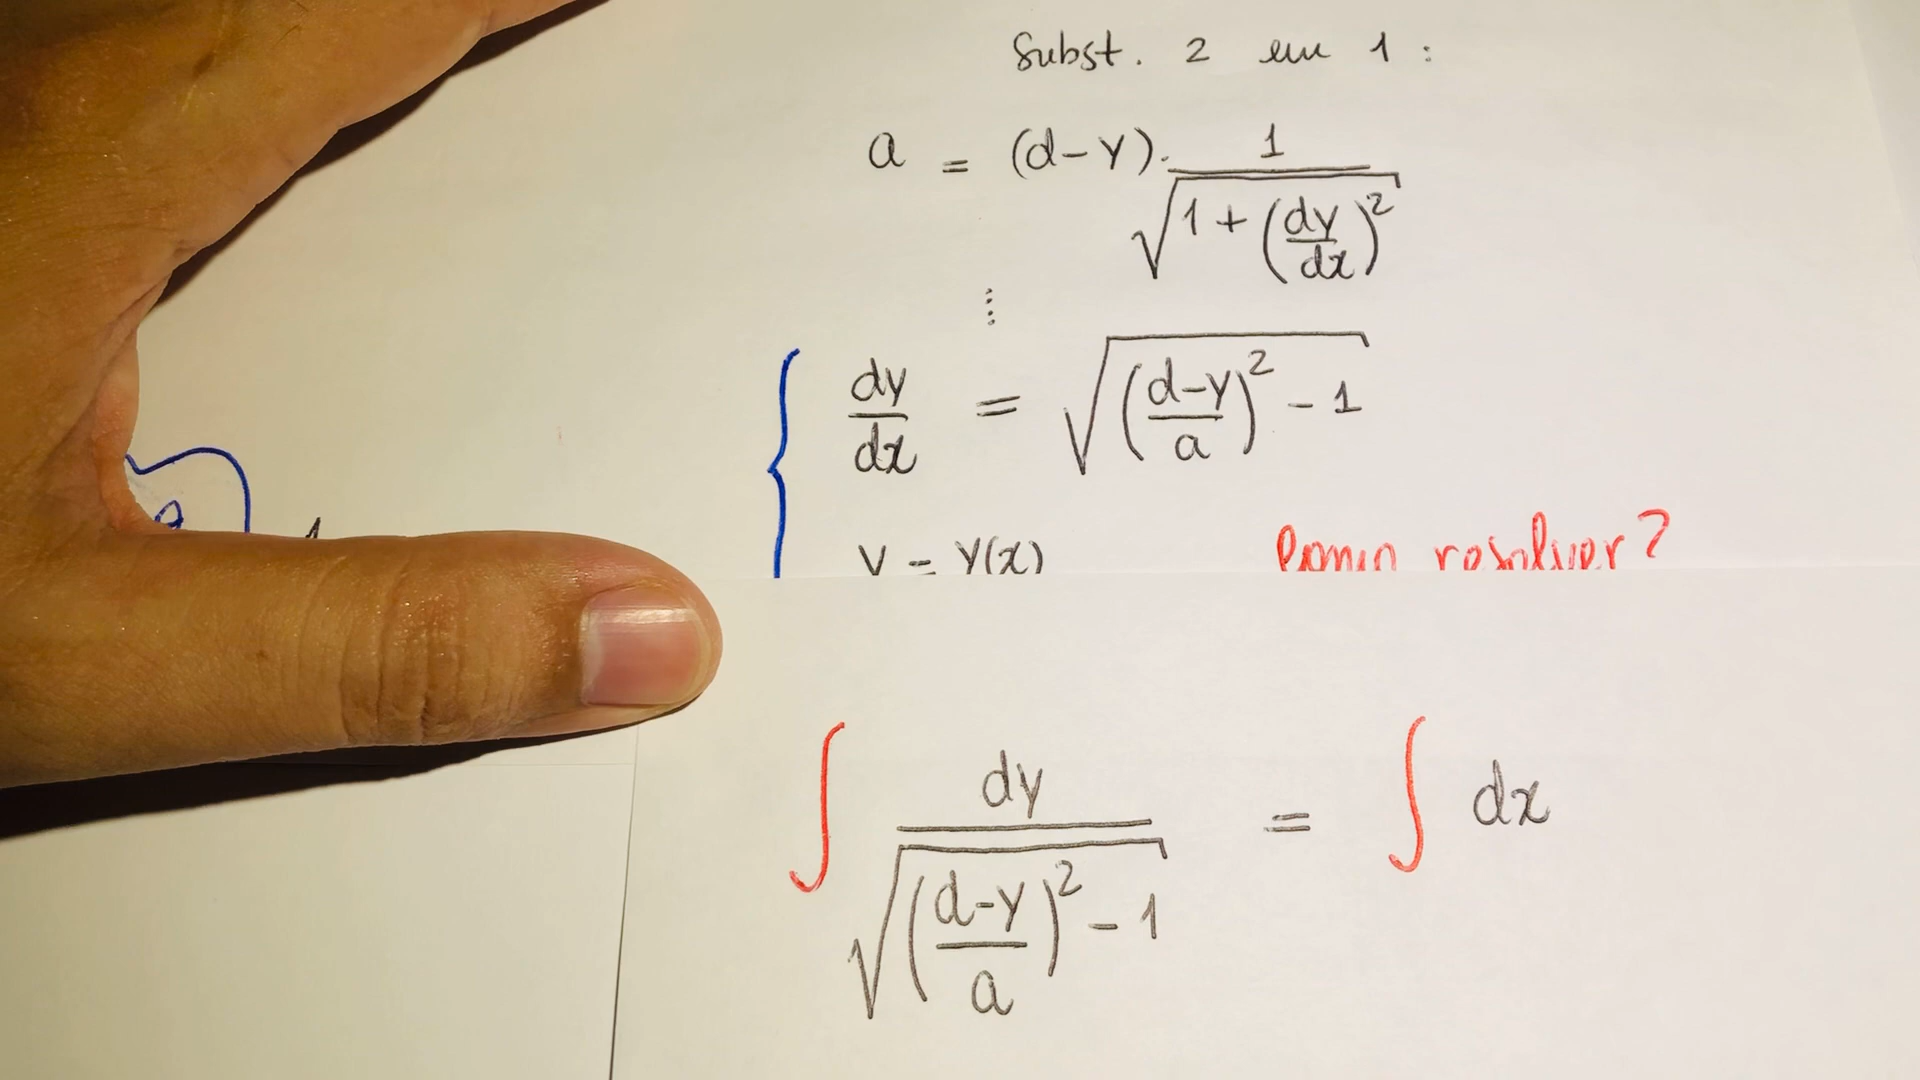 Subst. 2 em 1 :
a = (d-y). 1/√(1 + (dy/dx)²)
⋮
dy/dx = √(((d-y)/a)² - 1)
y = y(x) Como resolver?
∫ dy/√(((d-y)/a)² - 1) = ∫ dx